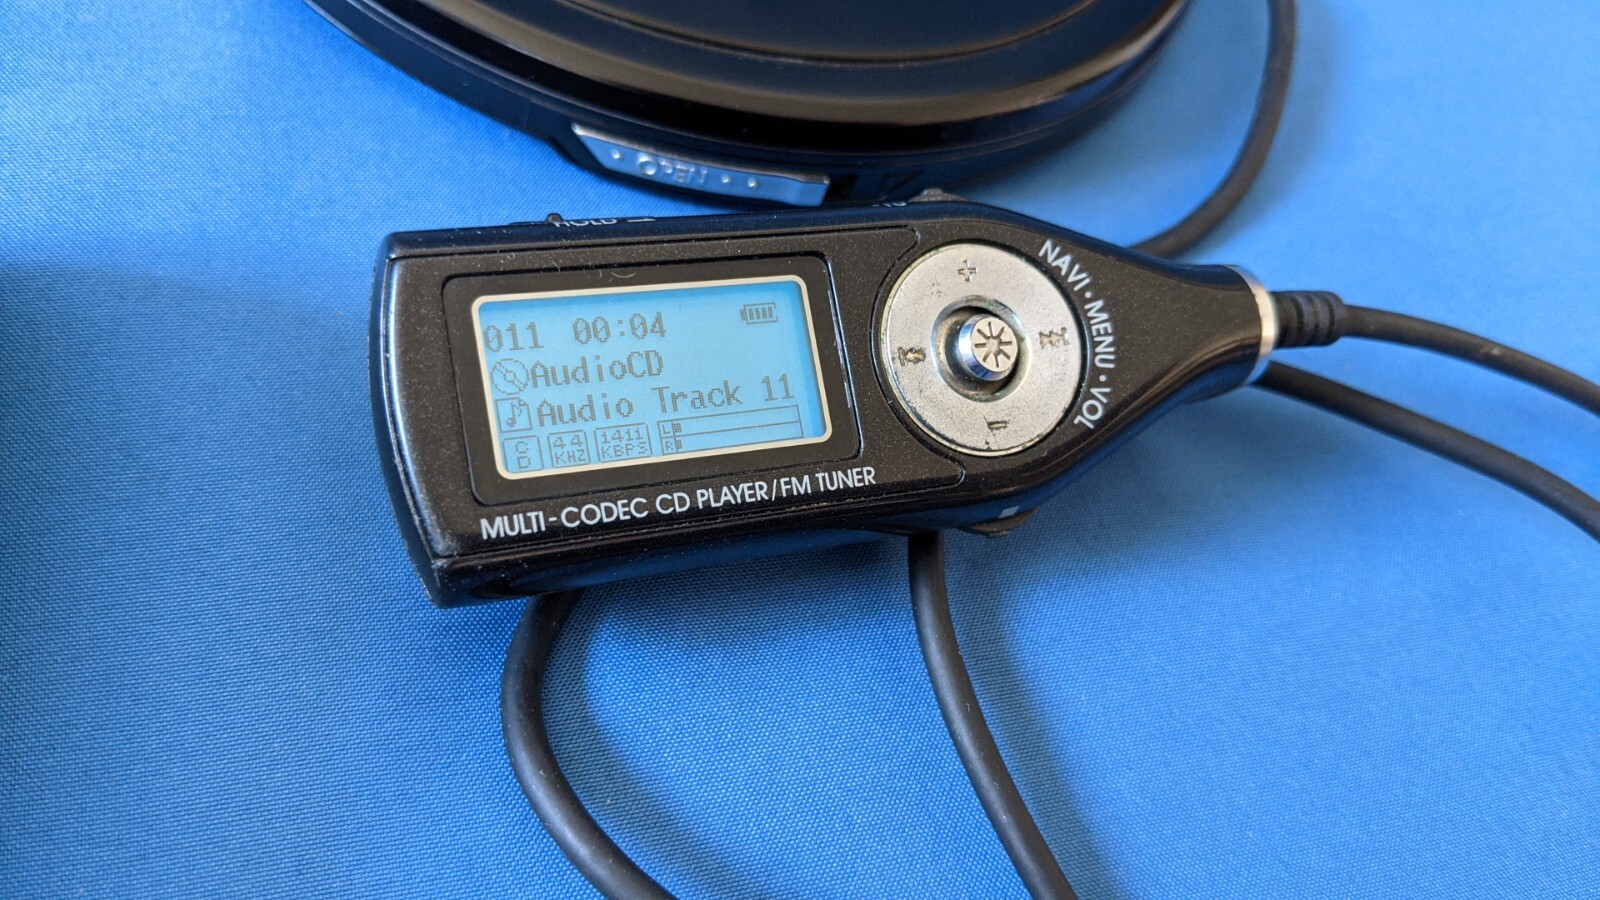 OPEN
HOLD
011 00:04
AudioCD
Audio Track 11
CD 44 KHZ 1411 KBPS L R
MULTI-CODEC CD PLAYER/FM TUNER
NAVI·MENU·VOL